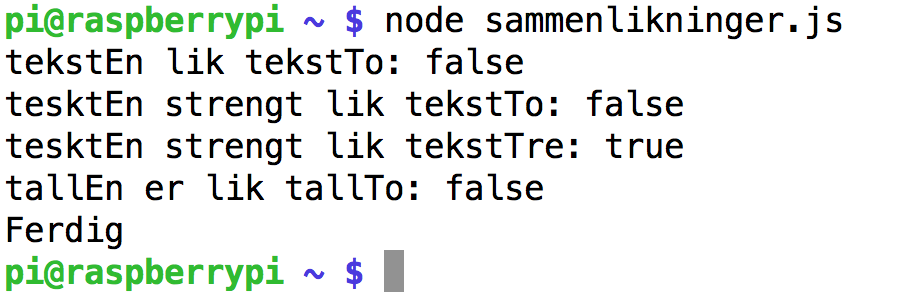 pi@raspberrypi ~ $ node sammenlikninger.js
tekstEn lik tekstTo: false
tesktEn strengt lik tekstTo: false
tesktEn strengt lik tekstTre: true
tallEn er lik tallTo: false
Ferdig
pi@raspberrypi ~ $